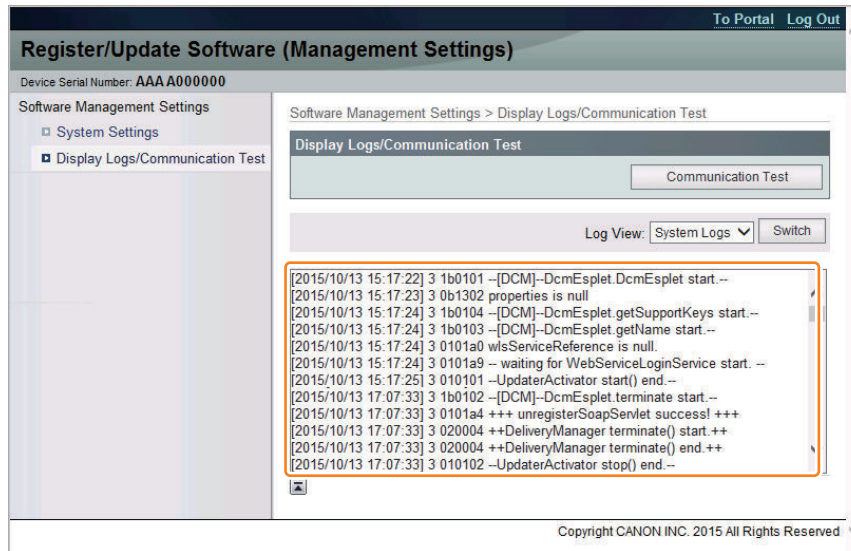 To Portal Log Out
Register/Update Software (Management Settings)
Device Serial Number: AAAA000000
Software Management Settings
System Settings
Display Logs/Communication Test
Software Management Settings > Display Logs/Communication Test
Display Logs/Communication Test
Communication Test
Log View: System Logs Switch
[2015/10/13 15:17:22] 3 1b0101 --[DCM]--DcmEsplet.DcmEsplet start.--
[2015/10/13 15:17:23] 3 0b1302 properties is null
[2015/10/13 15:17:24] 3 1b0104 --[DCM]--DcmEsplet.getSupportKeys start.--
[2015/10/13 15:17:24] 3 1b0103 --[DCM]--DcmEsplet.getName start.--
[2015/10/13 15:17:24] 3 0101a0 wlsServiceReference is null.
[2015/10/13 15:17:24] 3 0101a9 -- waiting for WebServiceLoginService start. --
[2015/10/13 15:17:25] 3 010101 --UpdaterActivator start() end.--
[2015/10/13 17:07:33] 3 1b0102 --[DCM]--DcmEsplet.terminate start.--
[2015/10/13 17:07:33] 3 0101a4 +++ unregisterSoapServlet success! +++
[2015/10/13 17:07:33] 3 020004 ++DeliveryManager terminate() start.++
[2015/10/13 17:07:33] 3 020004 ++DeliveryManager terminate() end.++
[2015/10/13 17:07:33] 3 010102 --UpdaterActivator stop() end.--
Copyright CANON INC. 2015 All Rights Reserved